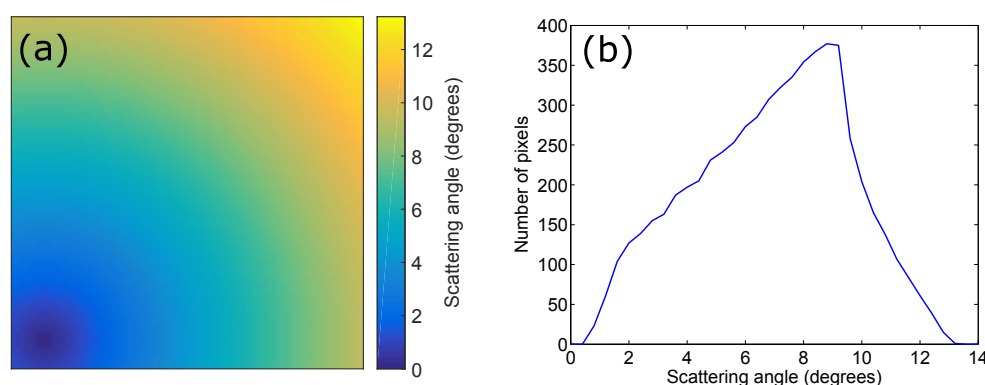 (a)
12
10
8
6
4
2
0
Scattering angle (degrees)
(b)
400
350
300
250
200
150
100
50
0
Number of pixels
0 2 4 6 8 10 12 14
Scattering angle (degrees)